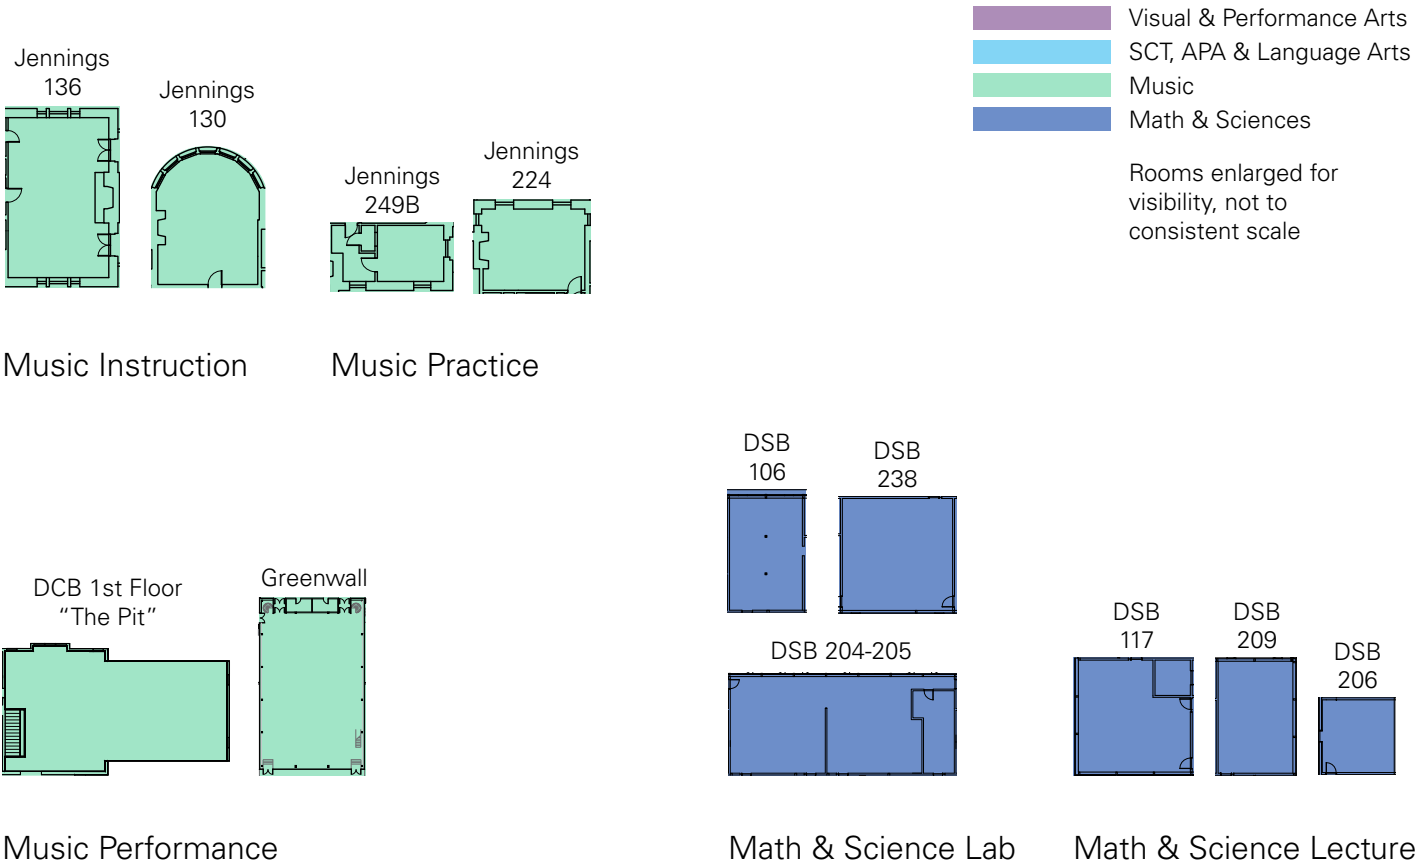 Visual & Performance Arts
SCT, APA & Language Arts
Music
Math & Sciences
Rooms enlarged for
visibility, not to
consistent scale
Jennings
136
Jennings
130
Jennings
249B
Jennings
224
Music Instruction
Music Practice
DCB 1st Floor
“The Pit”
Greenwall
Music Performance
DSB
106
DSB
238
DSB 204-205
Math & Science Lab
DSB
117
DSB
209
DSB
206
Math & Science Lecture